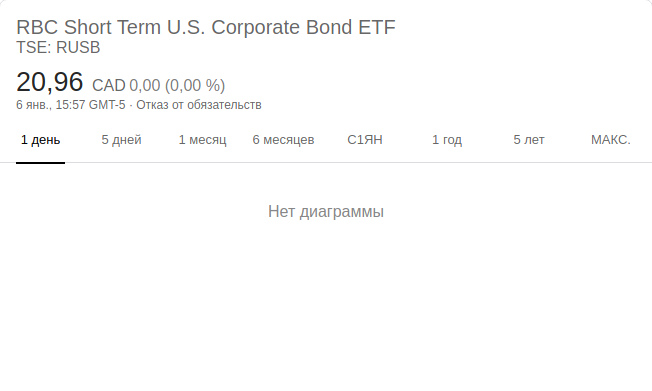 RBC Short Term U.S. Corporate Bond ETF
TSE: RUSB
20,96 CAD 0,00 (0,00 %)
6 янв., 15:57 GMT-5 · Отказ от обязательств
1 день 5 дней 1 месяц 6 месяцев С1ЯН 1 год 5 лет МАКС.
Нет диаграммы